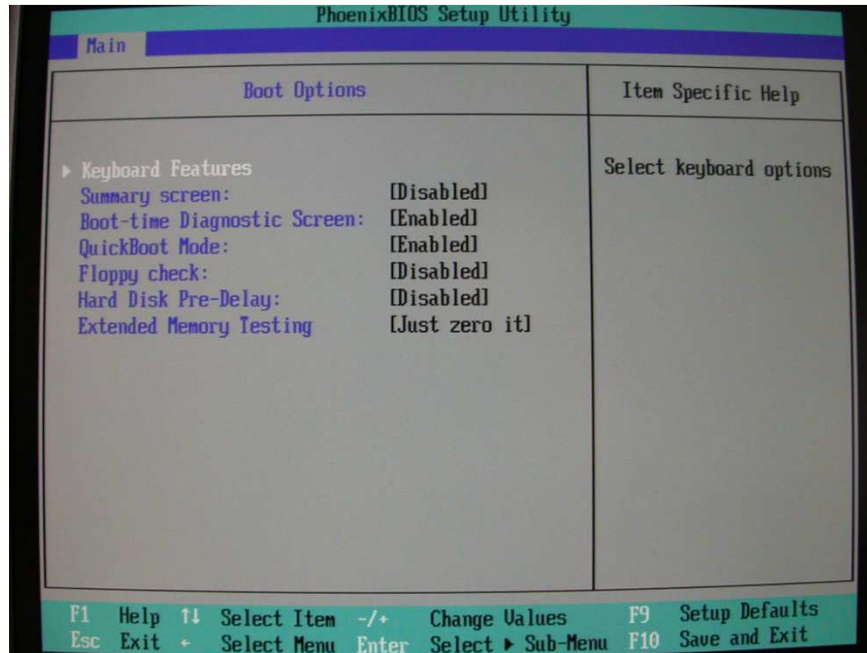 PhoenixBIOS Setup Utility
Main
Boot Options
Item Specific Help
▶ Keyboard Features
Select keyboard options
Summary screen: [Disabled]
Boot-time Diagnostic Screen: [Enabled]
QuickBoot Mode: [Enabled]
Floppy check: [Disabled]
Hard Disk Pre-Delay: [Disabled]
Extended Memory Testing [Just zero it]
F1 Help ↑↓ Select Item -/+ Change Values F9 Setup Defaults
Esc Exit ← Select Menu Enter Select ▶ Sub-Menu F10 Save and Exit